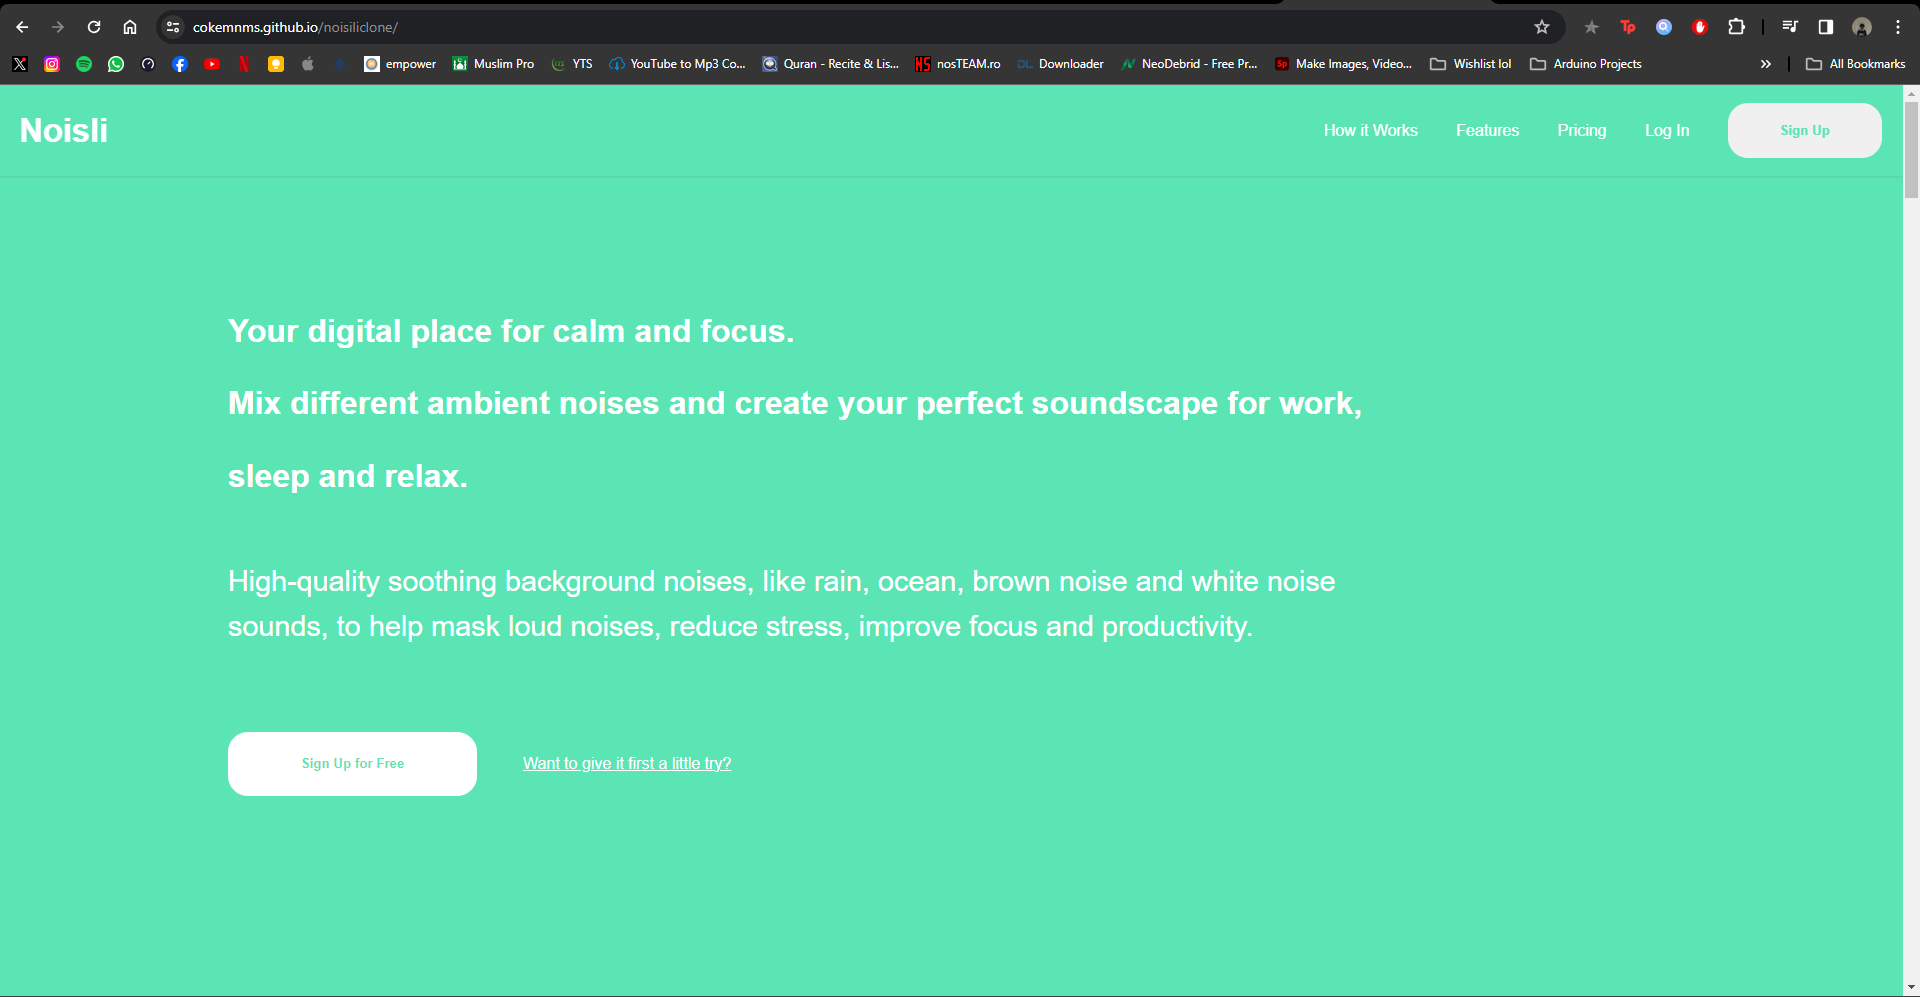 cokemnms.github.io/noisiliclone/
empower
Muslim Pro
YTS
YouTube to Mp3 Co...
Quran - Recite & Lis...
nosTEAM.ro
Downloader
NeoDebrid - Free Pr...
Make Images, Video...
Wishlist lol
Arduino Projects
All Bookmarks
Noisli
How it Works
Features
Pricing
Log In
Sign Up
Your digital place for calm and focus.
Mix different ambient noises and create your perfect soundscape for work,
sleep and relax.
High-quality soothing background noises, like rain, ocean, brown noise and white noise
sounds, to help mask loud noises, reduce stress, improve focus and productivity.
Sign Up for Free
Want to give it first a little try?